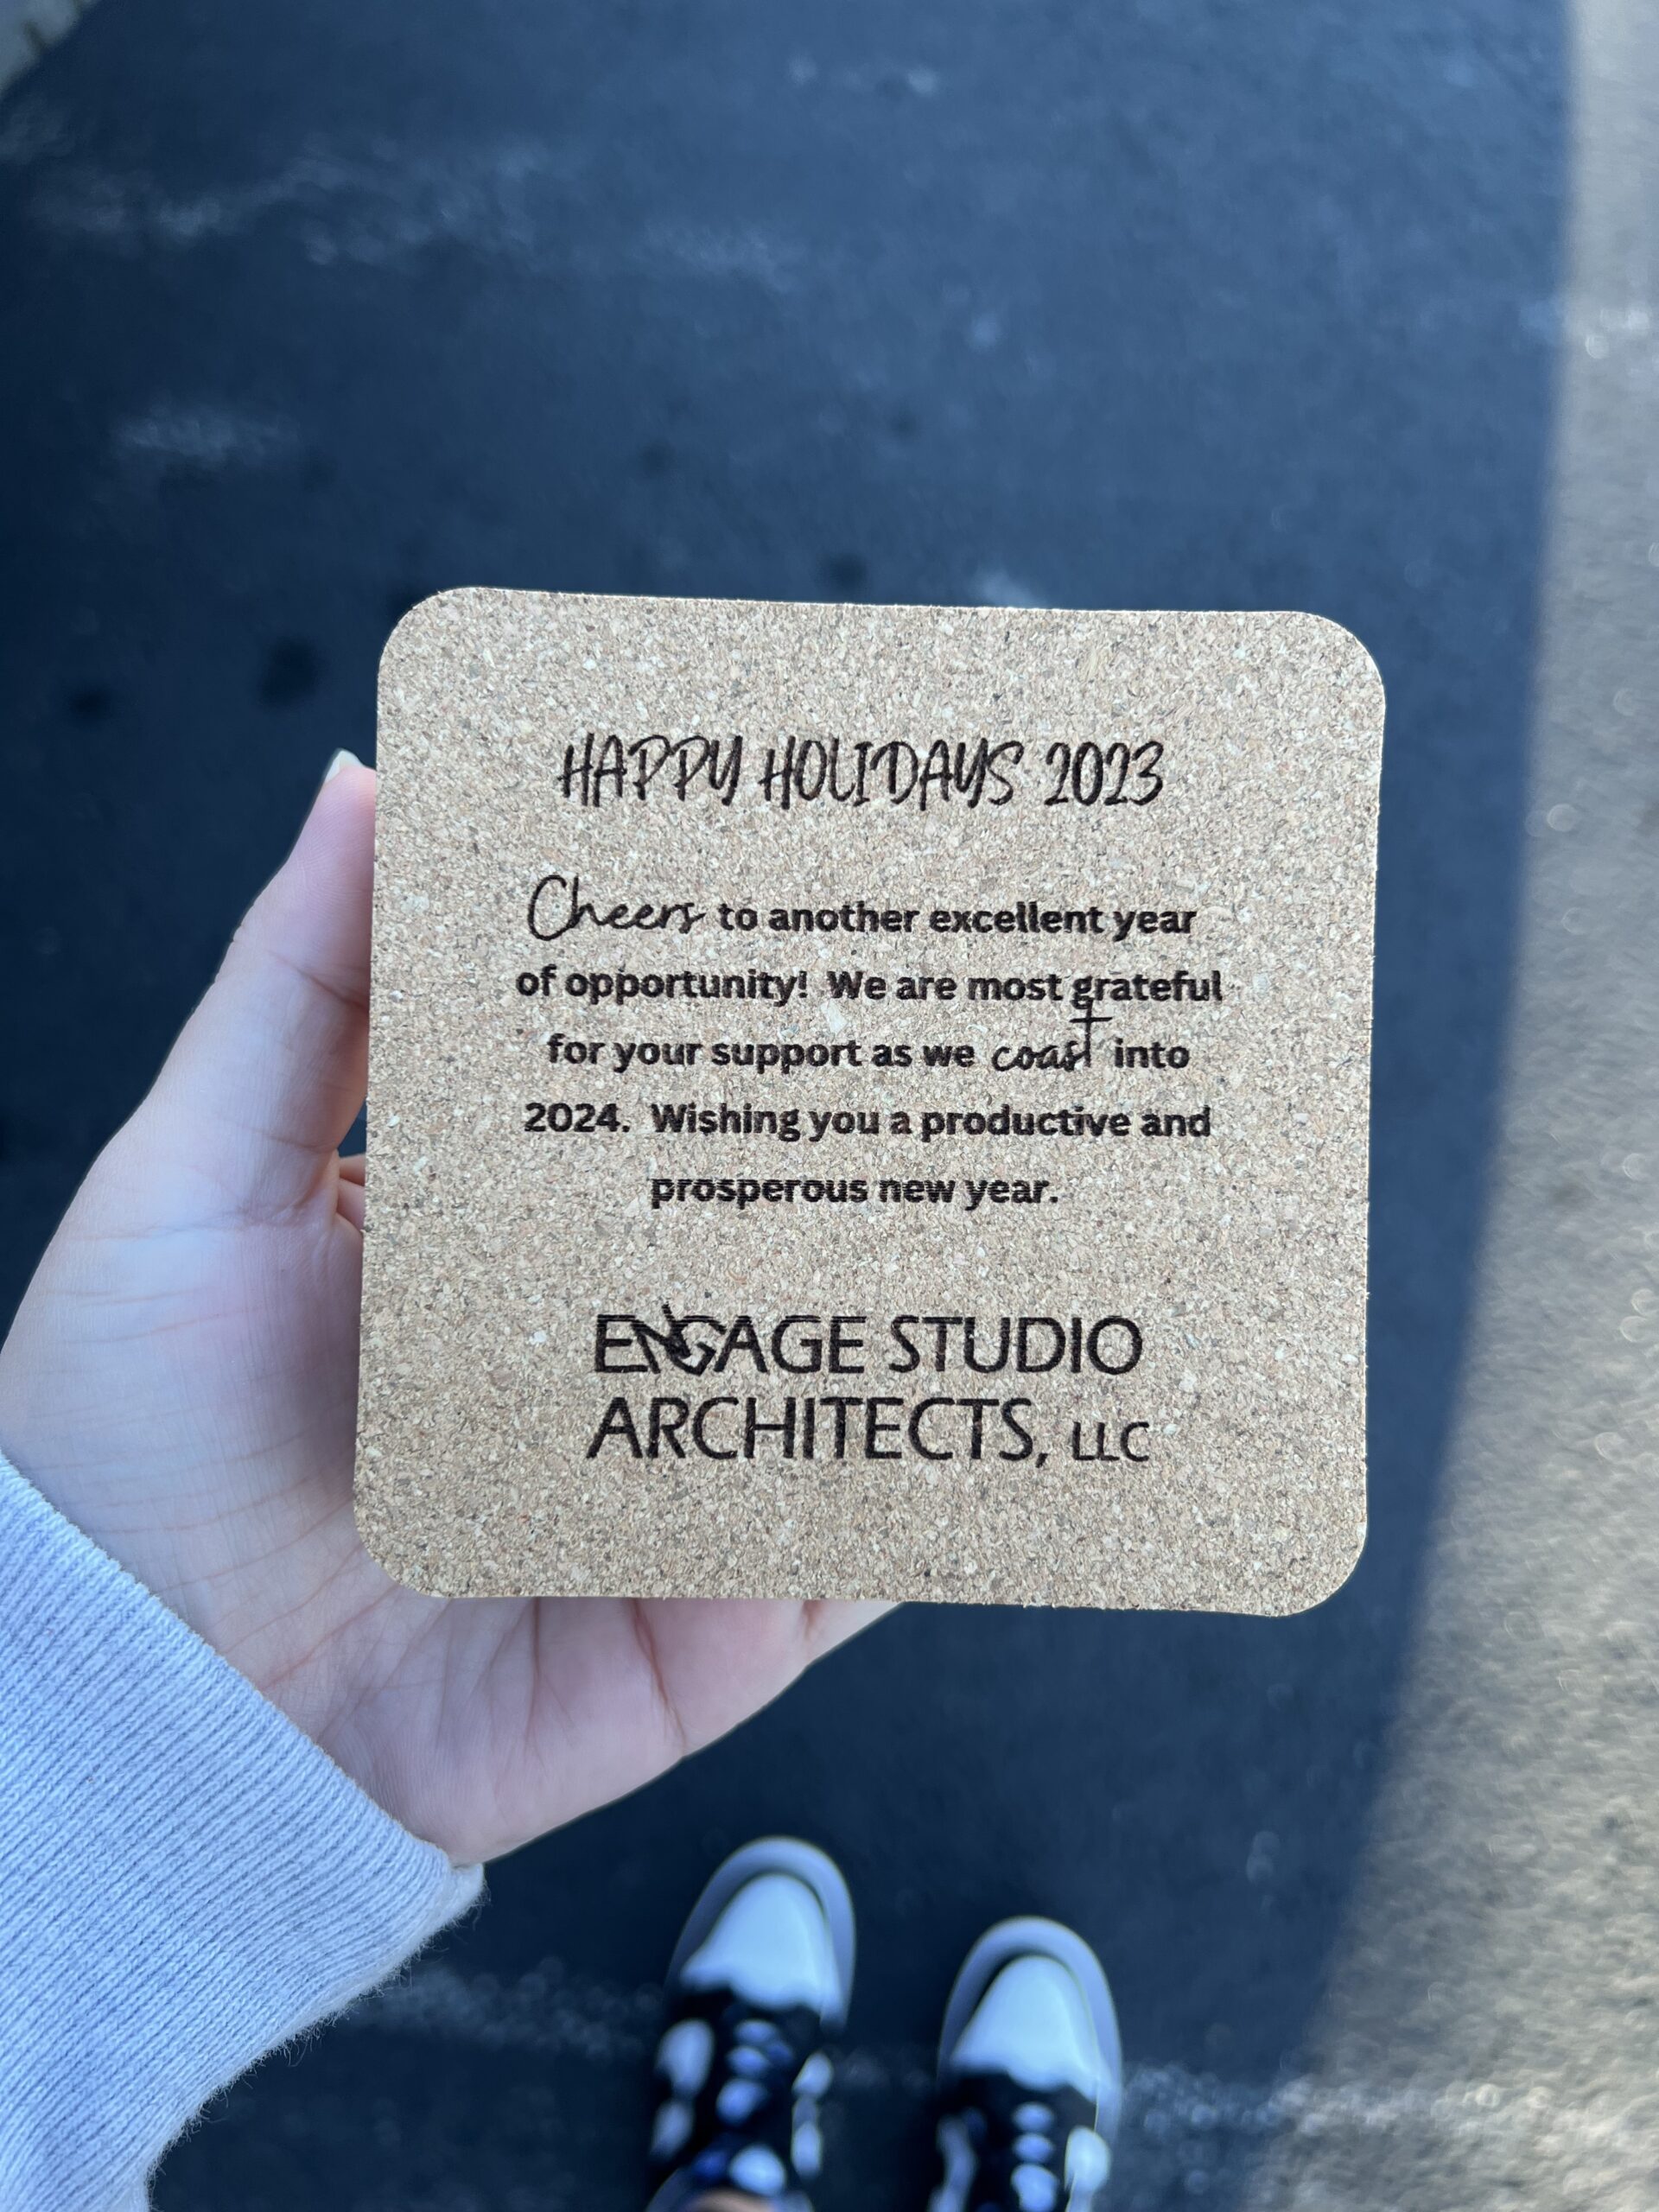 HAPPY HOLIDAYS 2023
Cheers to another excellent year
of opportunity! We are most grateful
for your support as we coast into
2024. Wishing you a productive and
prosperous new year.
ENGAGE STUDIO
ARCHITECTS, LLC